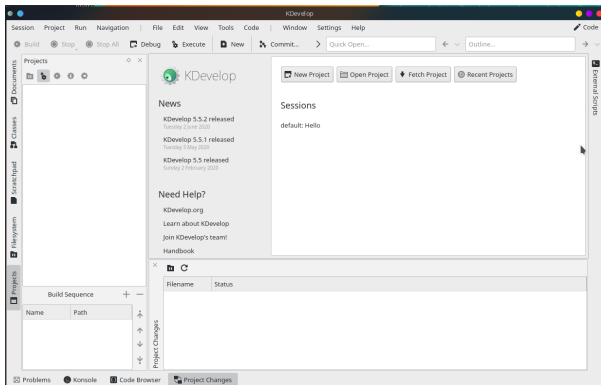 KDevelop
Session Project Run Navigation File Edit View Tools Code Window Settings Help Code
Build Stop Stop All Debug Execute New Commit... Quick Open... Outline...
Projects
Documents
Classes
Scratchpad
Filesystem
Projects
External Scripts
KDevelop
New Project Open Project Fetch Project Recent Projects
News
KDevelop 5.5.2 released
Tuesday 2 June 2020
KDevelop 5.5.1 released
Tuesday 5 May 2020
KDevelop 5.5 released
Sunday 2 February 2020
Need Help?
KDevelop.org
Learn about KDevelop
Join KDevelop's team!
Handbook
Sessions
default: Hello
Build Sequence
Name Path
Project Changes
Filename Status
Problems Konsole Code Browser Project Changes